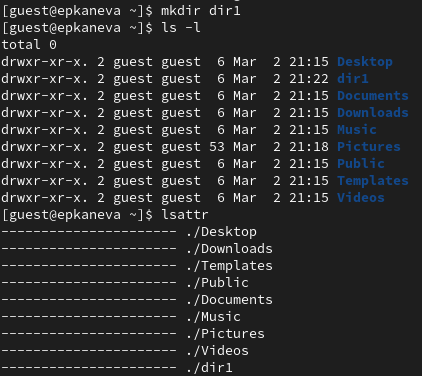 [guest@epkaneva ~]$ mkdir dir1
[guest@epkaneva ~]$ ls -l
total 0
drwxr-xr-x. 2 guest guest  6 Mar  2 21:15 Desktop
drwxr-xr-x. 2 guest guest  6 Mar  2 21:22 dir1
drwxr-xr-x. 2 guest guest  6 Mar  2 21:15 Documents
drwxr-xr-x. 2 guest guest  6 Mar  2 21:15 Downloads
drwxr-xr-x. 2 guest guest  6 Mar  2 21:15 Music
drwxr-xr-x. 2 guest guest 53 Mar  2 21:18 Pictures
drwxr-xr-x. 2 guest guest  6 Mar  2 21:15 Public
drwxr-xr-x. 2 guest guest  6 Mar  2 21:15 Templates
drwxr-xr-x. 2 guest guest  6 Mar  2 21:15 Videos
[guest@epkaneva ~]$ lsattr
---------------------- ./Desktop
---------------------- ./Downloads
---------------------- ./Templates
---------------------- ./Public
---------------------- ./Documents
---------------------- ./Music
---------------------- ./Pictures
---------------------- ./Videos
---------------------- ./dir1